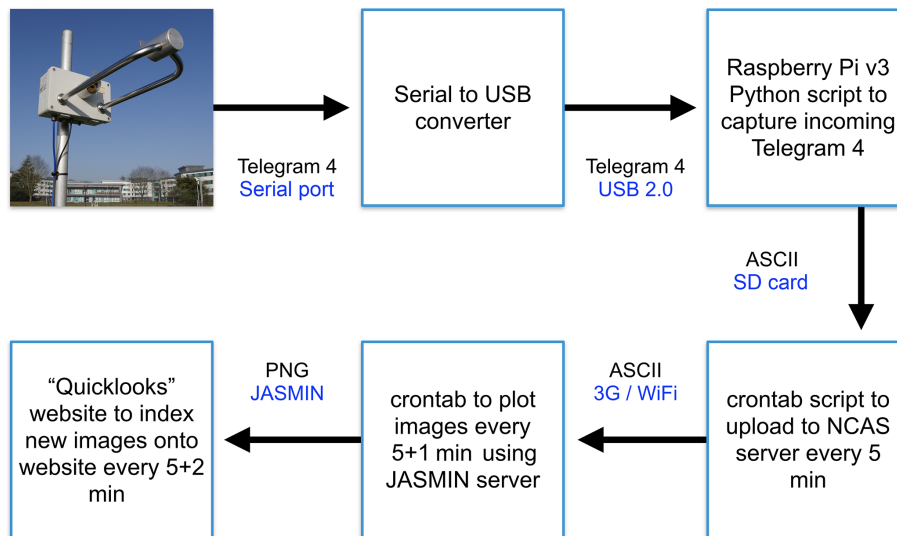 Serial to USB
converter
Raspberry Pi v3
Python script to
capture incoming
Telegram 4
Telegram 4
Serial port
Telegram 4
USB 2.0
ASCII
SD card
“Quicklooks”
website to index
new images onto
website every 5+2
min
PNG
JASMIN
crontab to plot
images every
5+1 min using
JASMIN server
ASCII
3G / WiFi
crontab script to
upload to NCAS
server every 5
min